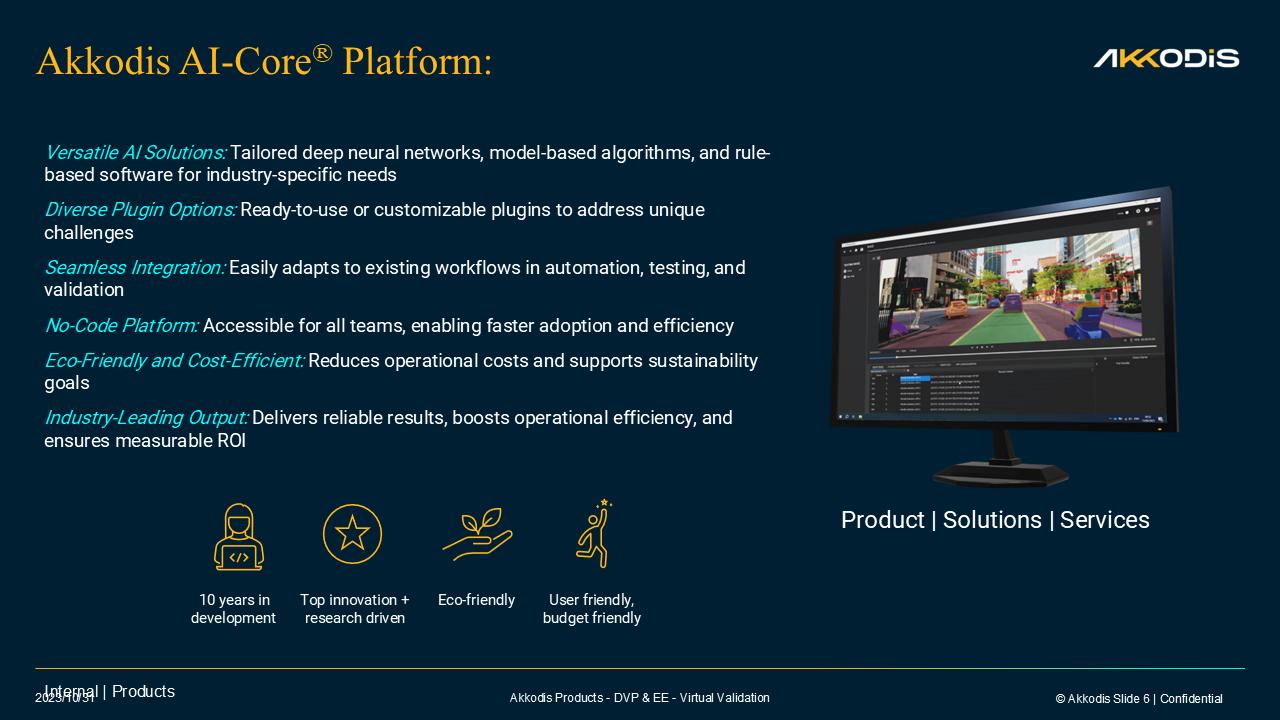 Akkodis AI-Core® Platform:
AKKODIS
Versatile AI Solutions: Tailored deep neural networks, model-based algorithms, and rule-
based software for industry-specific needs
Diverse Plugin Options: Ready-to-use or customizable plugins to address unique
challenges
Seamless Integration: Easily adapts to existing workflows in automation, testing, and
validation
No-Code Platform: Accessible for all teams, enabling faster adoption and efficiency
Eco-Friendly and Cost-Efficient: Reduces operational costs and supports sustainability
goals
Industry-Leading Output: Delivers reliable results, boosts operational efficiency, and
ensures measurable ROI
Product | Solutions | Services
10 years in
development
Top innovation +
research driven
Eco-friendly
User friendly,
budget friendly
Internal | Products
2025/10/31
Akkodis Products - DVP & EE - Virtual Validation
© Akkodis Slide 6 | Confidential